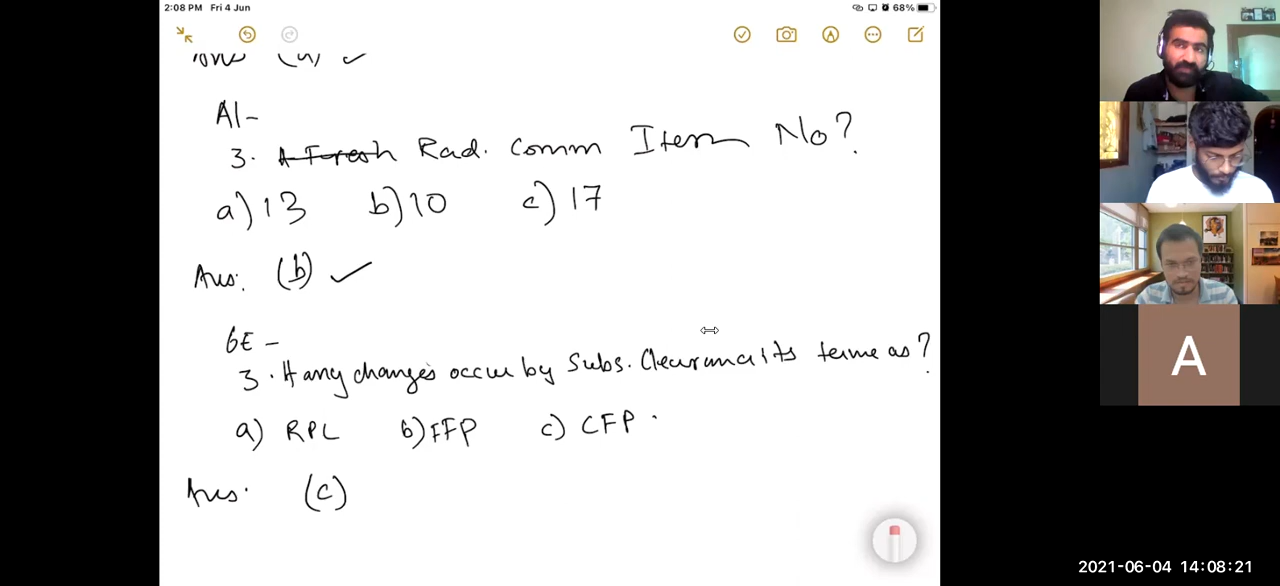 2:08 PM Fri 4 Jun
68%
AI-
3. A Fresh Rad. Comm Item No?
a) 13 b) 10 c) 17
Ans: (b) ✓
GE -
3. If any changes occur by Subs. Clearance its terme as?
a) RPL b) FFP c) CFP.
Ans. (c)
A
2021-06-04 14:08:21